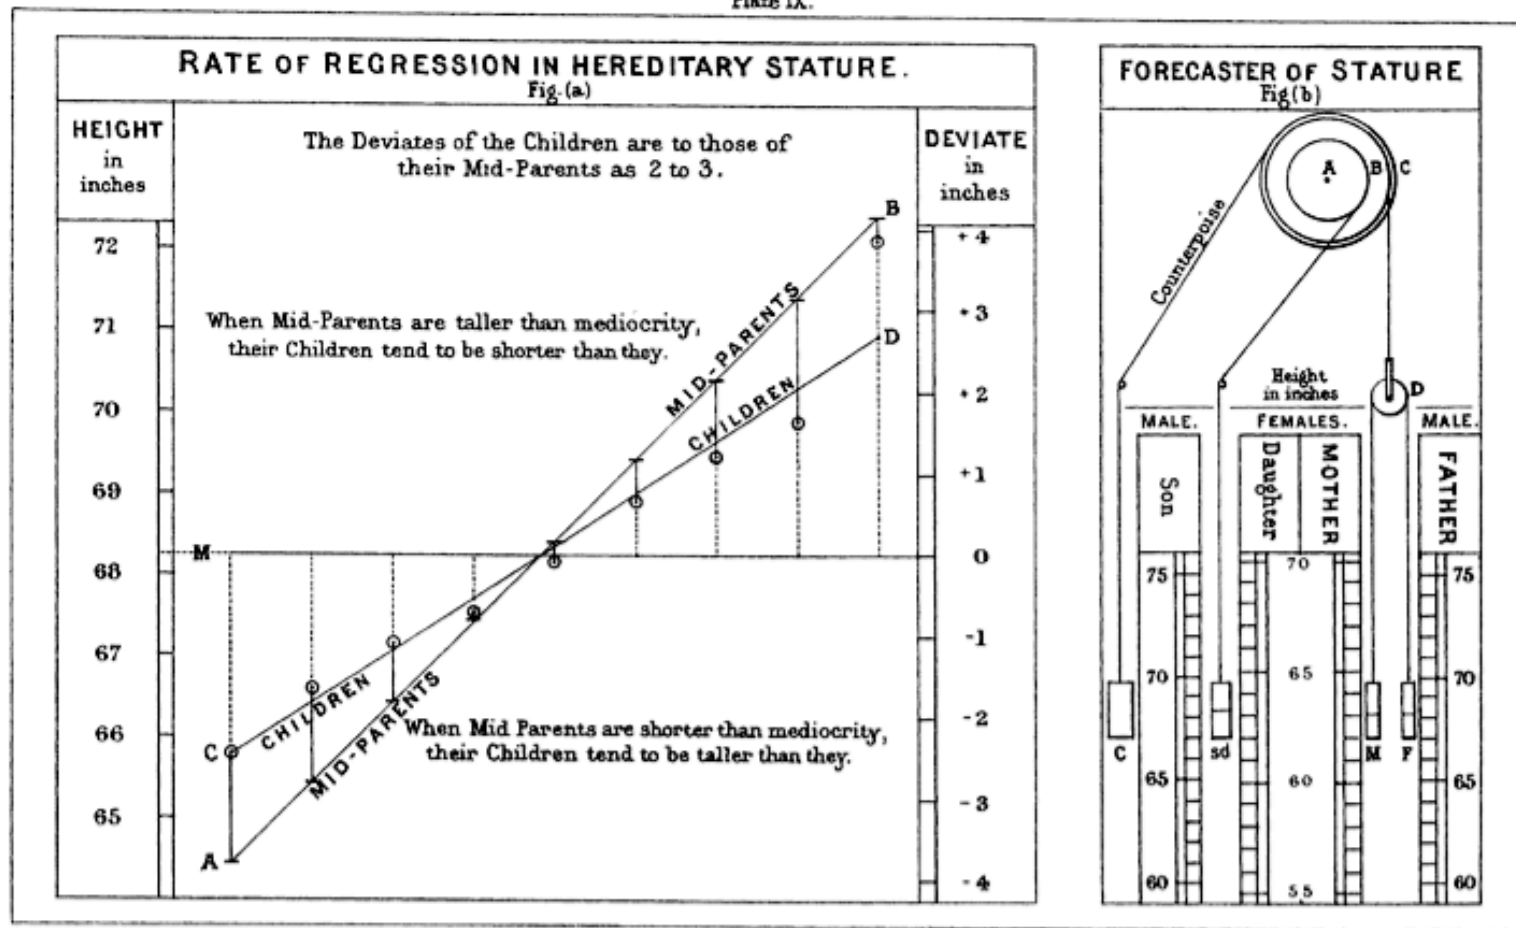 Plate IX.
RATE OF REGRESSION IN HEREDITARY STATURE.
Fig.(a)
HEIGHT
in
inches
The Deviates of the Children are to those of
their Mid-Parents as 2 to 3.
DEVIATE
in
inches
72
71
70
69
68
67
66
65
M
When Mid-Parents are taller than mediocrity,
their Children tend to be shorter than they.
MID-PARENTS
CHILDREN
B
D
CHILDREN
MID-PARENTS
C
A
When Mid Parents are shorter than mediocrity,
their Children tend to be taller than they.
+4
+3
+2
+1
0
-1
-2
-3
-4
FORECASTER OF STATURE
Fig(b)
A B C
Counterpoise
Height
in inches
D
MALE. FEMALES. MALE.
Son
Daughter
MOTHER
FATHER
75
70
65
60
70
65
60
55
75
70
65
60
C sd M F